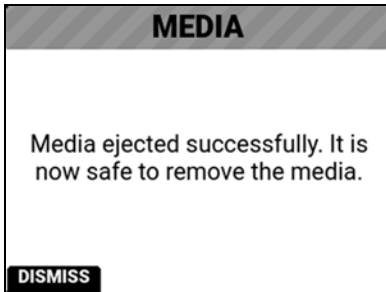 MEDIA
Media ejected successfully. It is
now safe to remove the media.
DISMISS